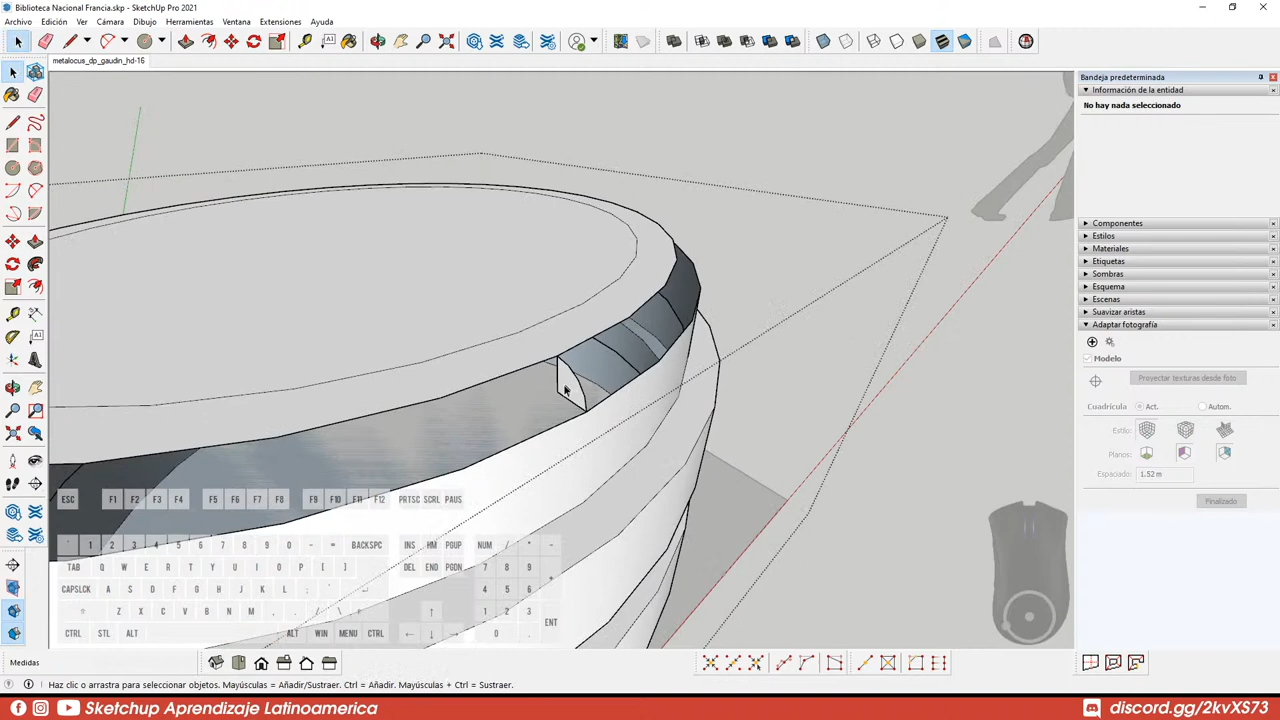 Biblioteca Nacional Francia.skp - SketchUp Pro 2021
Archivo Edición Ver Cámara Dibujo Herramientas Ventana Extensiones Ayuda
metalocus_dp_gaudin_hd-16
Bandeja predeterminada
Información de la entidad
No hay nada seleccionado
Componentes
Estilos
Materiales
Etiquetas
Sombras
Esquema
Escenas
Suavizar aristas
Adaptar fotografía
Modelo
Proyectar texturas desde foto
Cuadrícula Act. Autom.
Estilo:
Planos:
Espaciado: 1.52 m
Finalizado
ESC F1 F2 F3 F4 F5 F6 F7 F8 F9 F10 F11 F12 PRTSC SCRL PAUS
` 1 2 3 4 5 6 7 8 9 0 - = BACKSPC INS HM PGUP NUM / * -
TAB Q W E R T Y U I O P [ ] DEL END PGDN 7 8 9 +
CAPSLCK A S D F G H J K L ; 4 5 6
Z X C V B N M , . / ↑ 1 2 3 ENT
CTRL STL ALT ALT WIN MENU CTRL ← ↓ → 0 .
Medidas
Haz clic o arrastra para seleccionar objetos. Mayúsculas = Añadir/Sustraer. Ctrl = Añadir. Mayúsculas + Ctrl = Sustraer.
Sketchup Aprendizaje Latinoamerica
discord.gg/2kvXS73